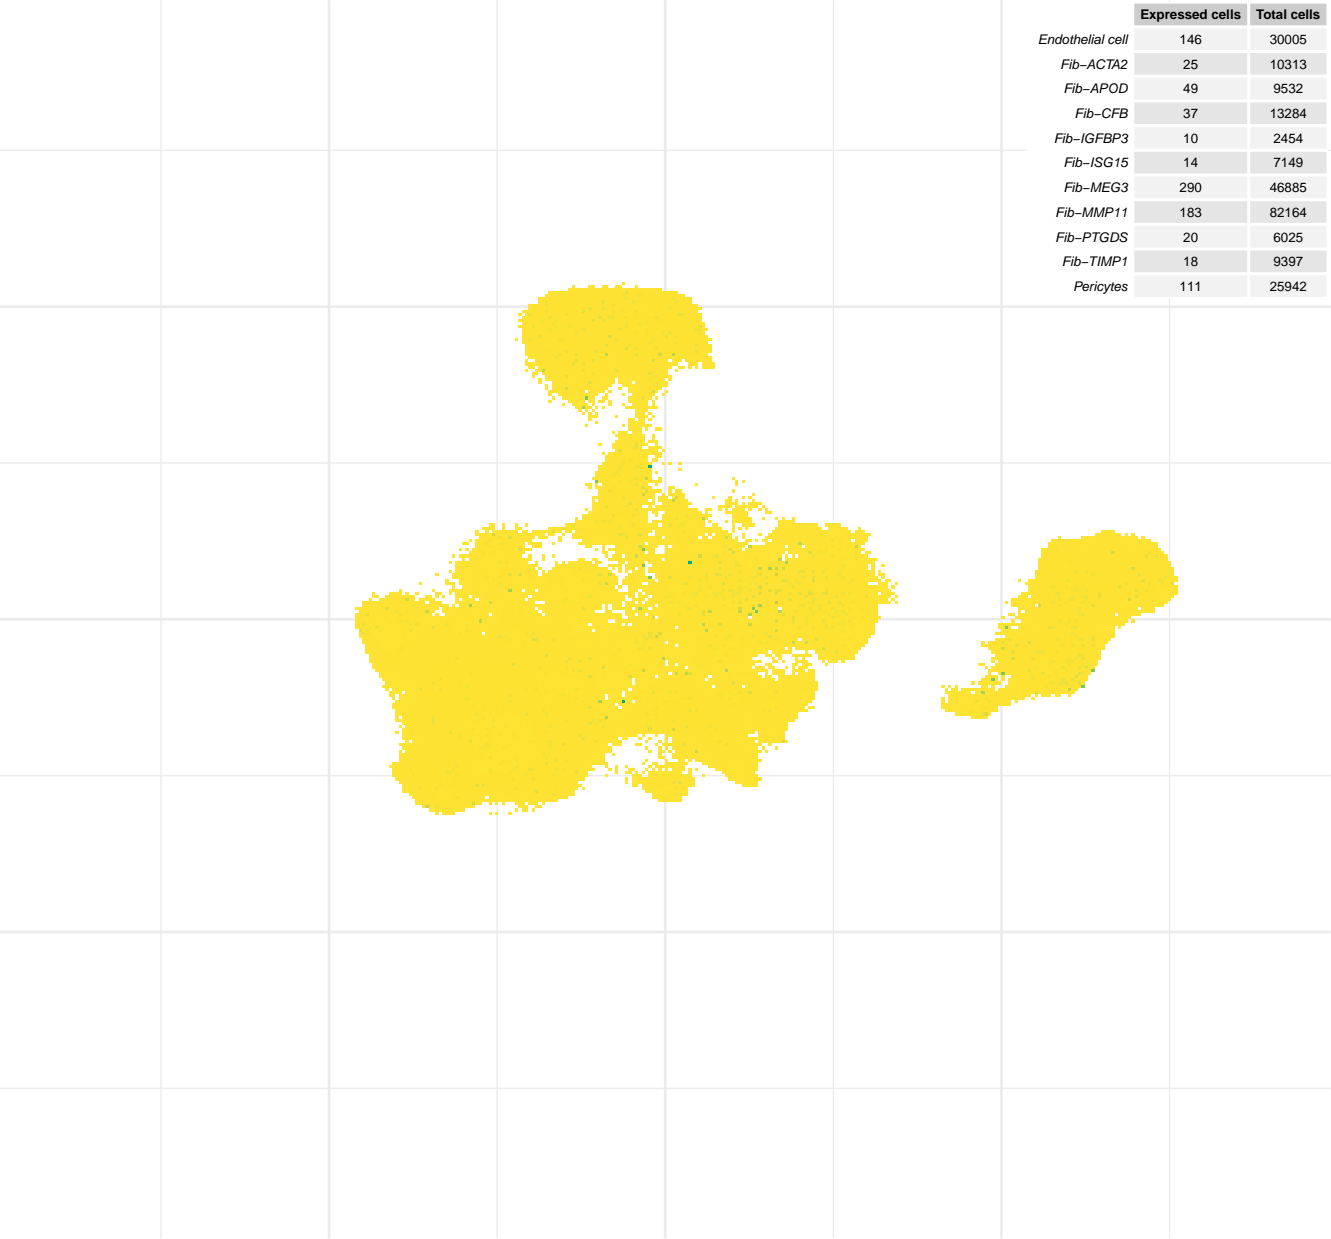 Expressed cells Total cells
Endothelial cell 146 30005
Fib−ACTA2 25 10313
Fib−APOD 49 9532
Fib−CFB 37 13284
Fib−IGFBP3 10 2454
Fib−ISG15 14 7149
Fib−MEG3 290 46885
Fib−MMP11 183 82164
Fib−PTGDS 20 6025
Fib−TIMP1 18 9397
Pericytes 111 25942